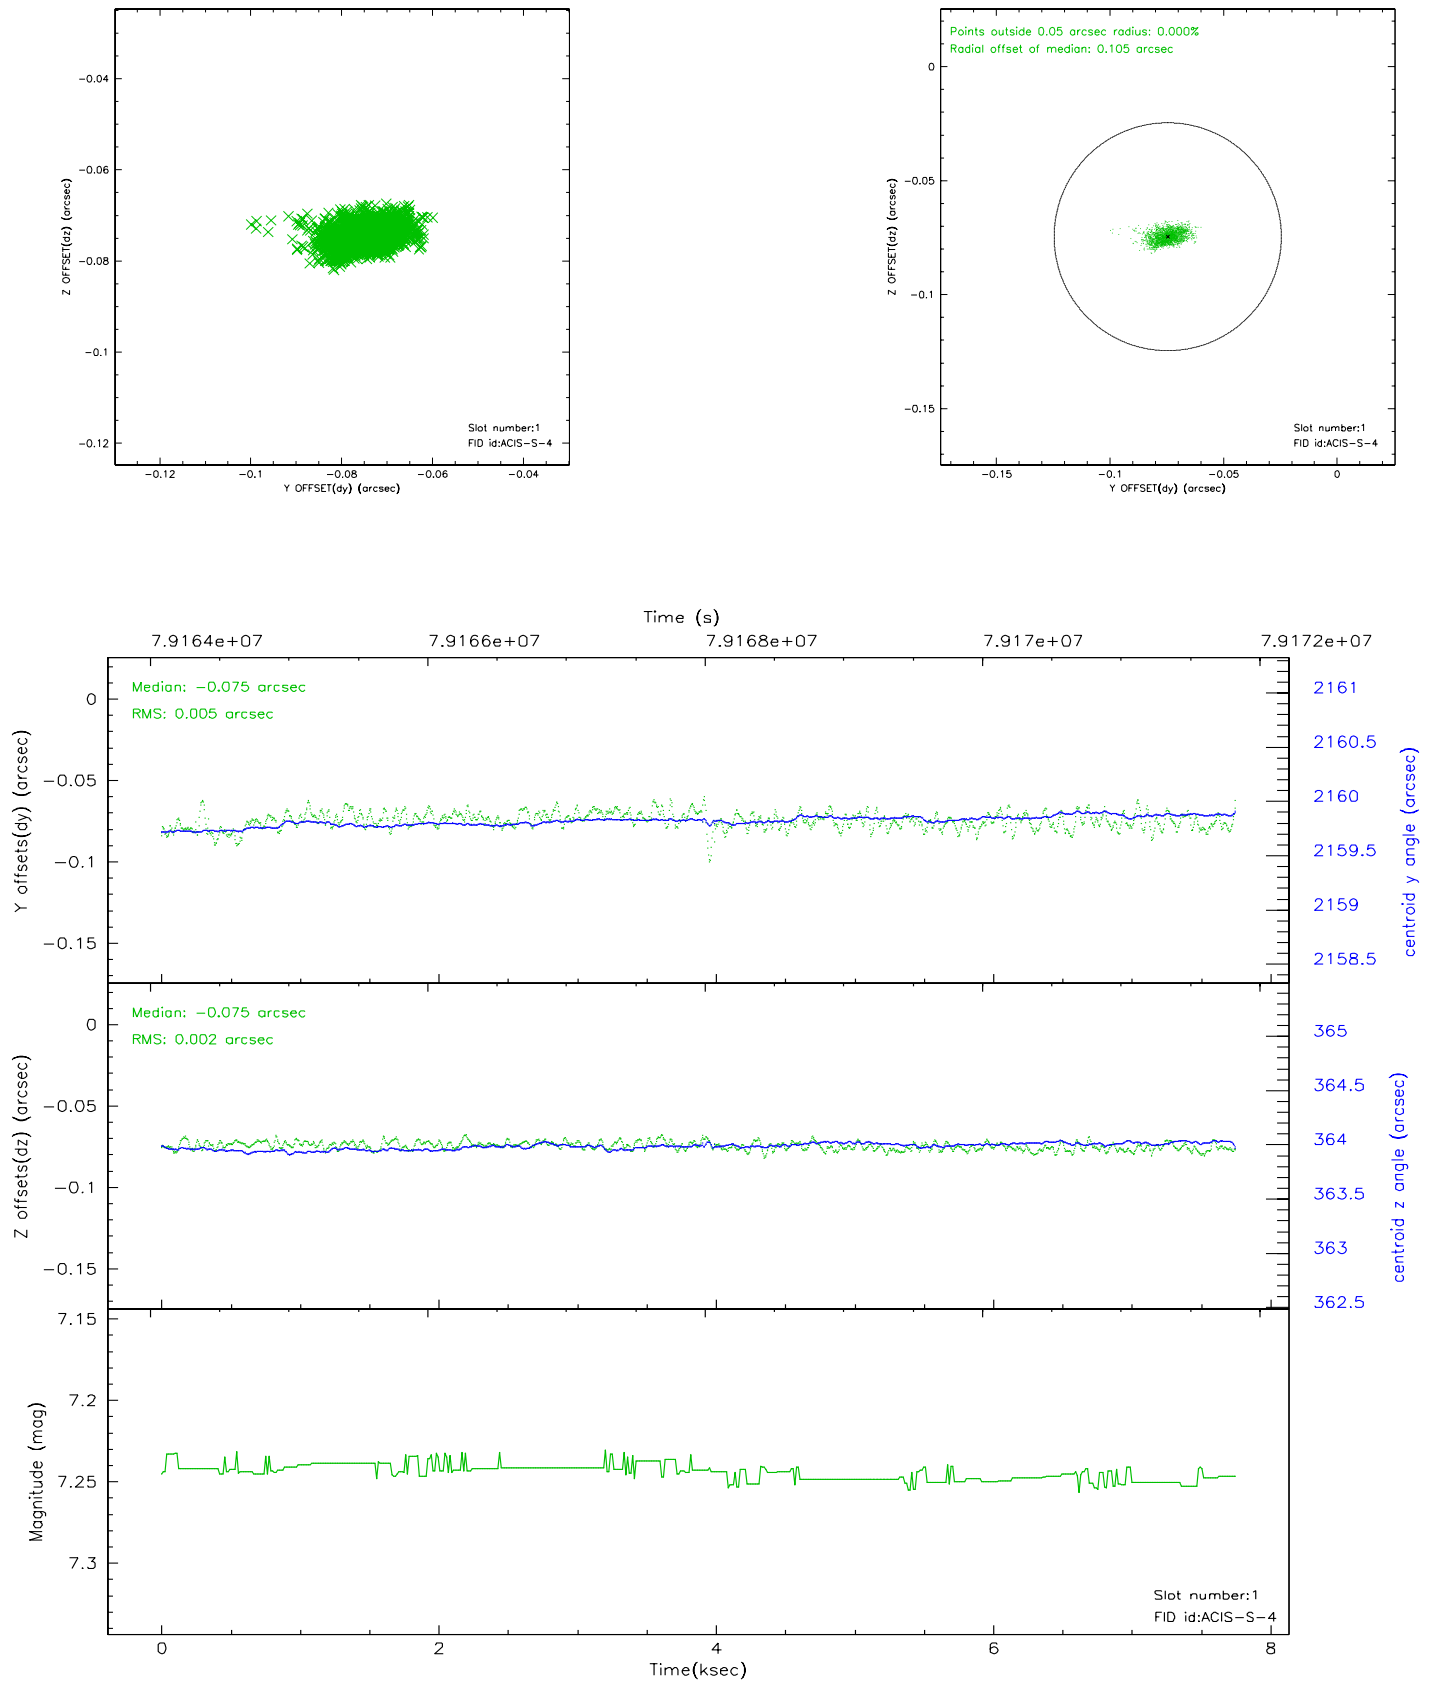 −0.04
−0.06
−0.08
−0.1
−0.12
Z OFFSET(dz) (arcsec)
Slot number:1
FID id:ACIS−S−4
−0.12 −0.1 −0.08 −0.06 −0.04
Y OFFSET(dy) (arcsec)
Points outside 0.05 arcsec radius: 0.000%
Radial offset of median: 0.105 arcsec
0
−0.05
−0.1
−0.15
Z OFFSET(dz) (arcsec)
Slot number:1
FID id:ACIS−S−4
−0.15 −0.1 −0.05 0
Y OFFSET(dy) (arcsec)
Time (s)
7.9164e+07 7.9166e+07 7.9168e+07 7.917e+07 7.9172e+07
Median: −0.075 arcsec
RMS: 0.005 arcsec
0
−0.05
−0.1
−0.15
Y offsets(dy) (arcsec)
2161
2160.5
2160
2159.5
2159
2158.5
centroid y angle (arcsec)
Median: −0.075 arcsec
RMS: 0.002 arcsec
0
−0.05
−0.1
−0.15
Z offsets(dz) (arcsec)
365
364.5
364
363.5
363
362.5
centroid z angle (arcsec)
7.15
7.2
7.25
7.3
Magnitude (mag)
Slot number:1
FID id:ACIS−S−4
0 2 4 6 8
Time(ksec)